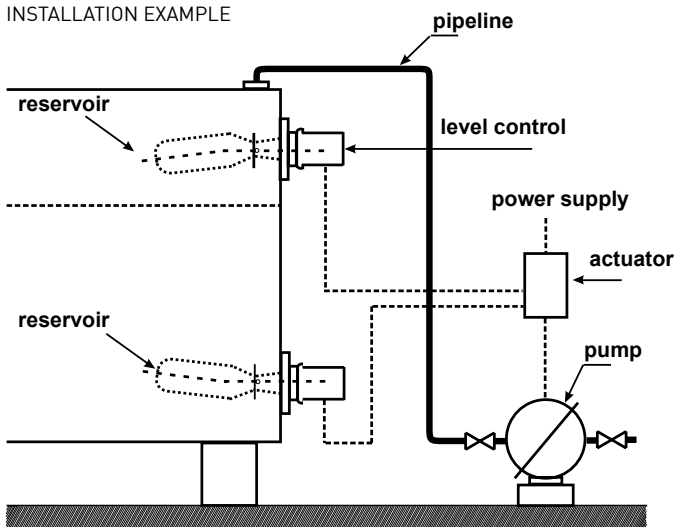 INSTALLATION EXAMPLE
pipeline
reservoir
level control
power supply
actuator
reservoir
pump